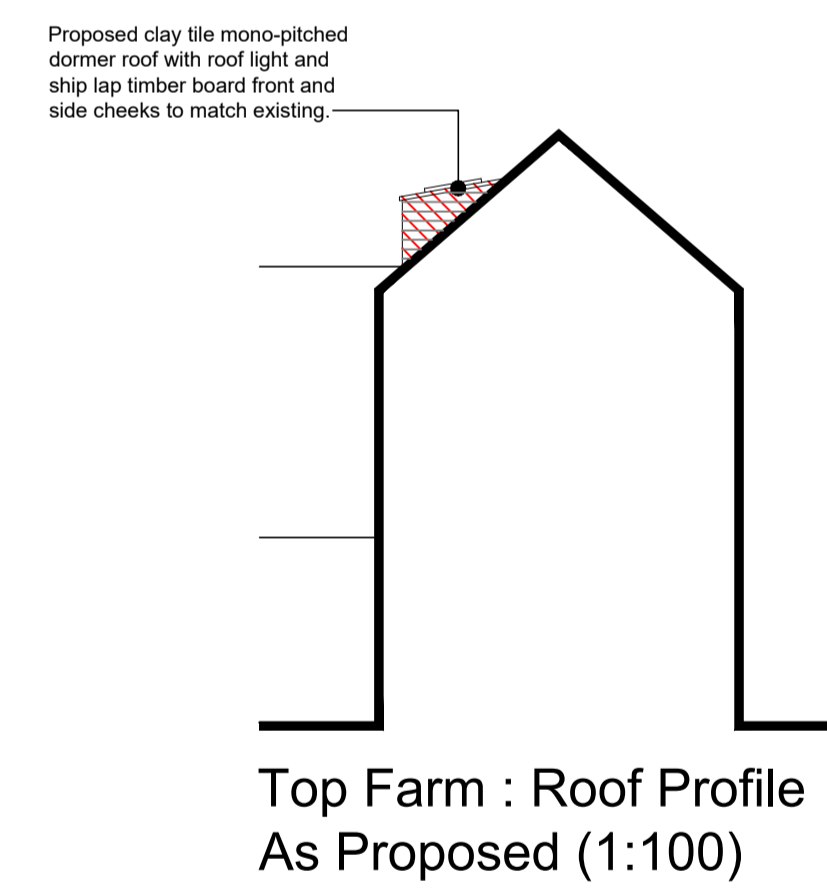 Proposed clay tile mono-pitched
dormer roof with roof light and
ship lap timber board front and
side cheeks to match existing.
Top Farm : Roof Profile
As Proposed (1:100)